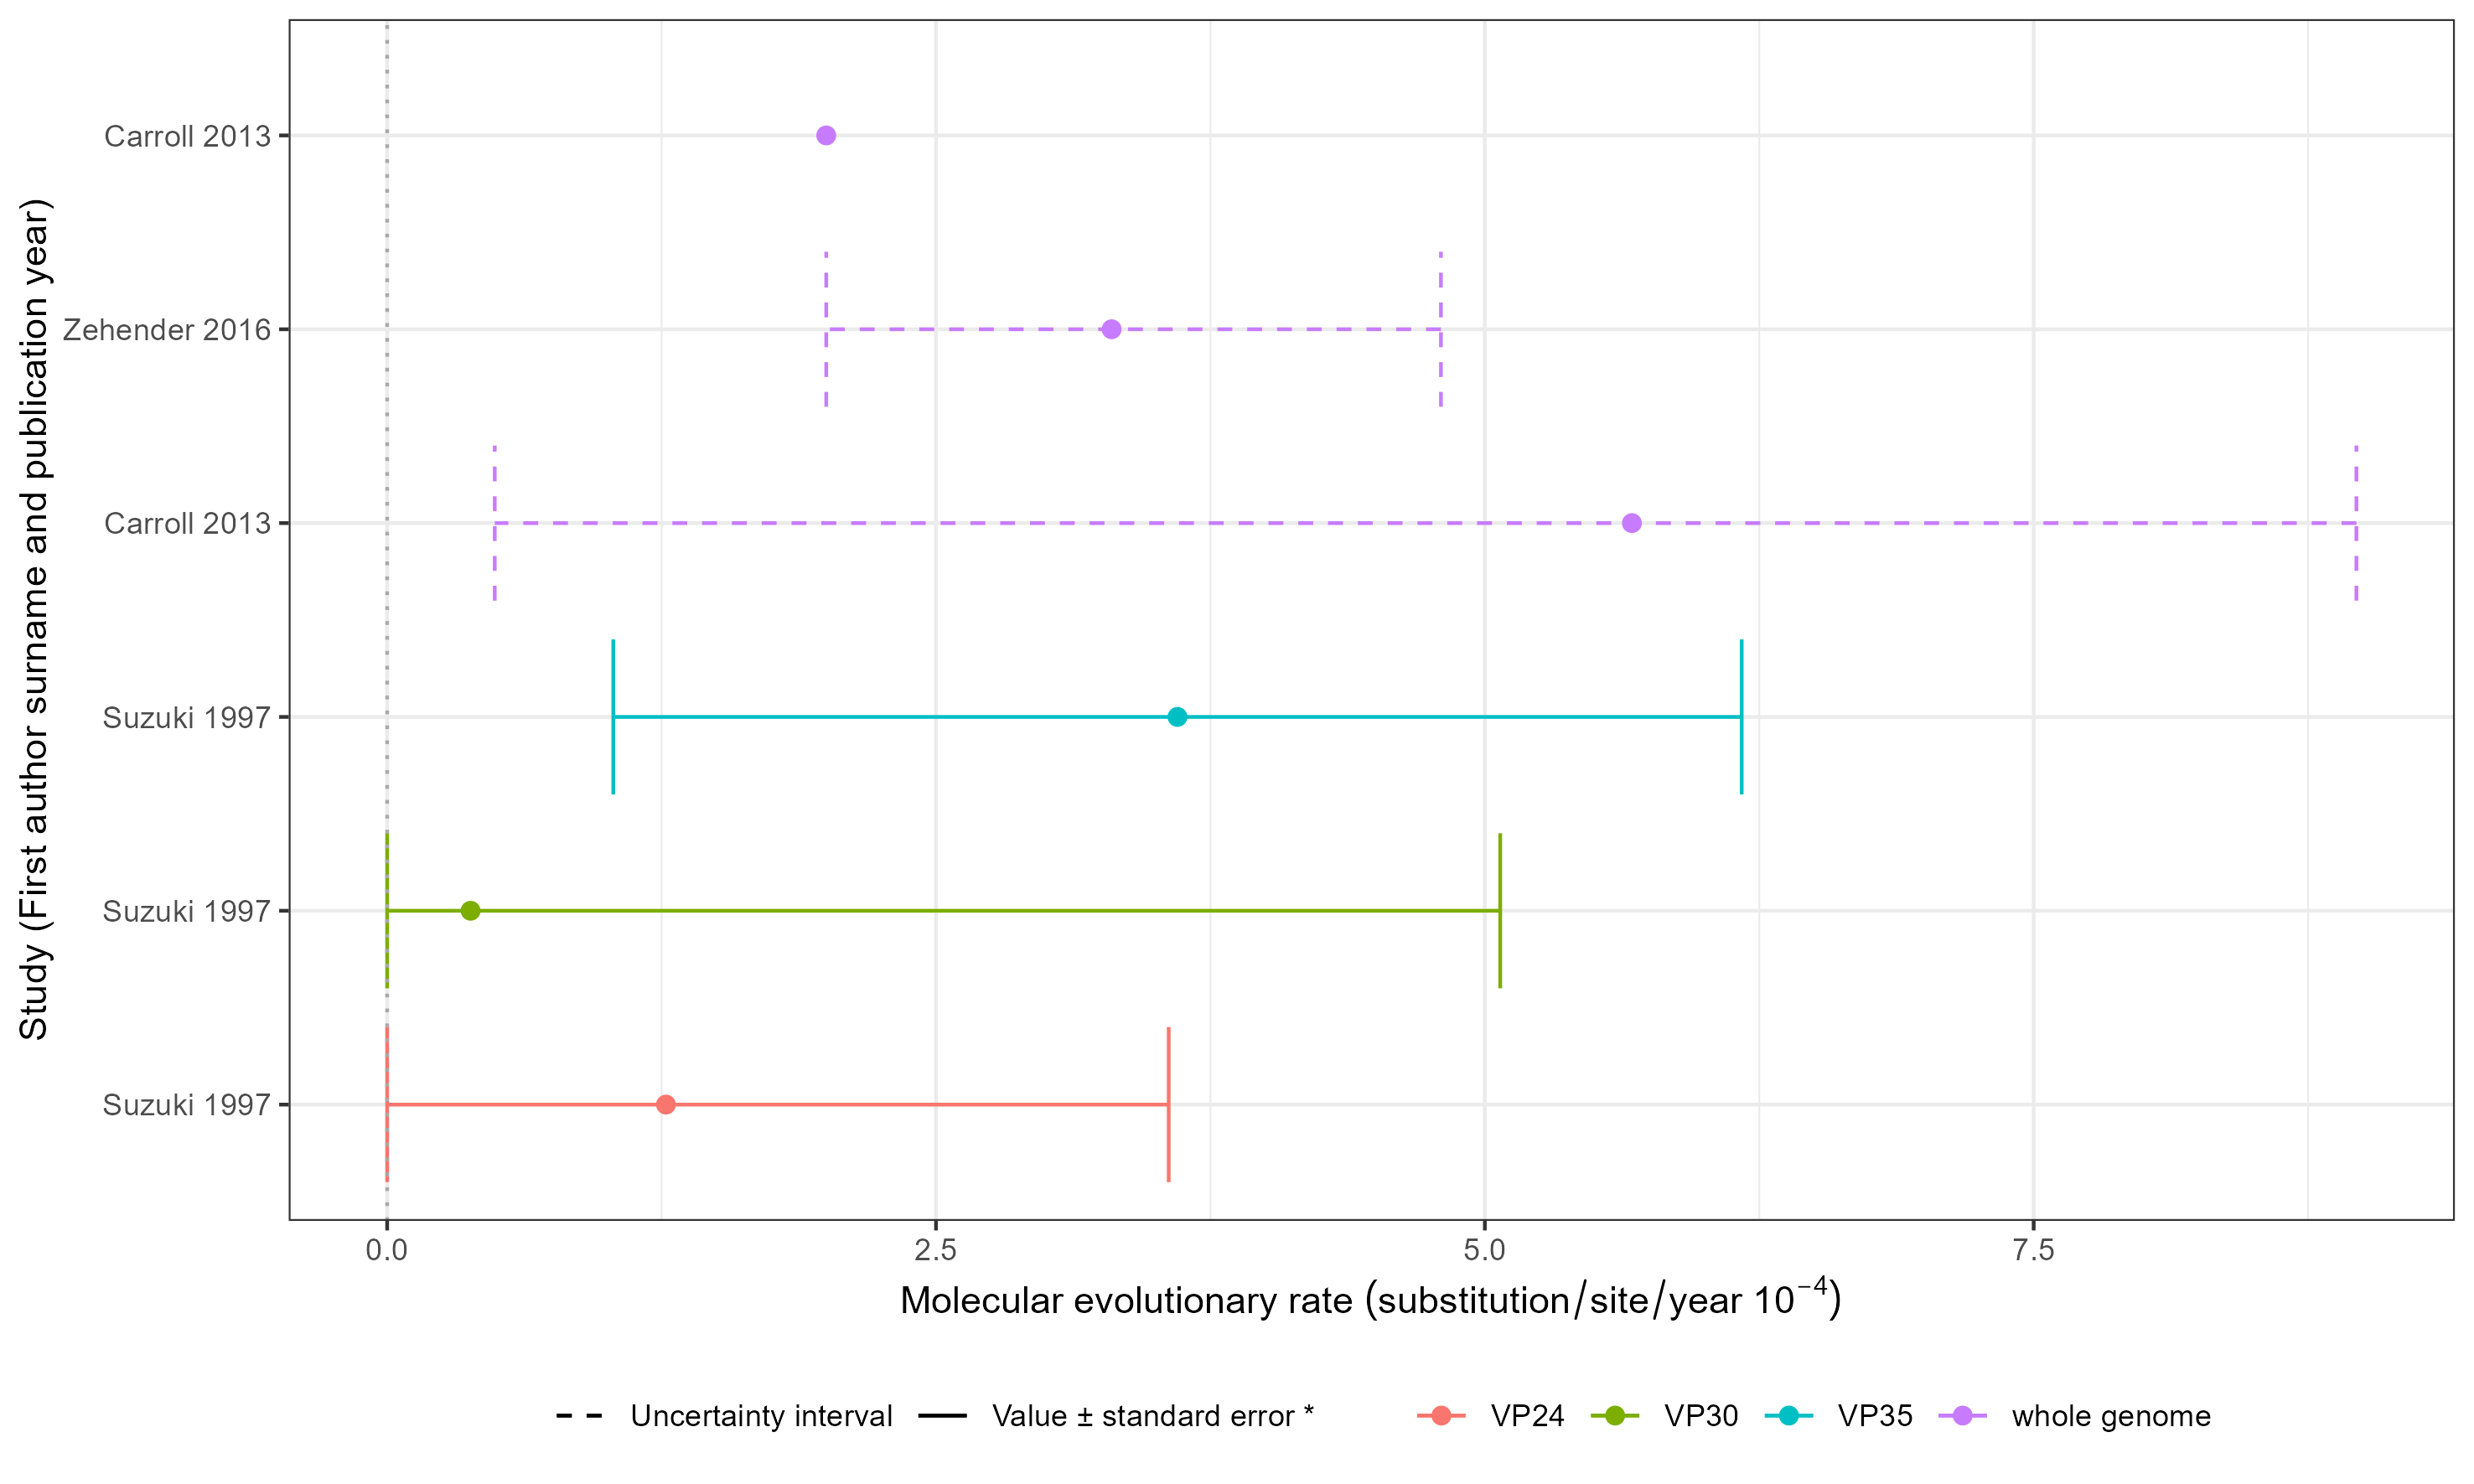 Study (First author surname and publication year)
Carroll 2013
Zehender 2016
Carroll 2013
Suzuki 1997
Suzuki 1997
Suzuki 1997
0.0 2.5 5.0 7.5
Molecular evolutionary rate (substitution/site/year 10⁻⁴)
Uncertainty interval Value ± standard error * VP24 VP30 VP35 whole genome